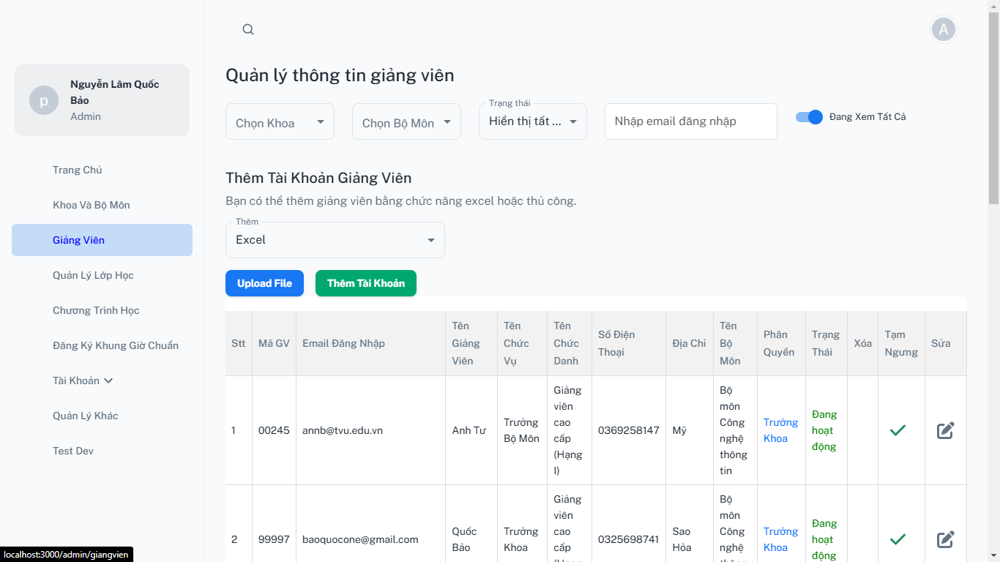 A
Nguyễn Lâm Quốc
Bảo
Admin
p
Trang Chủ
Khoa Và Bộ Môn
Giảng Viên
Quản Lý Lớp Học
Chương Trình Học
Đăng Ký Khung Giờ Chuẩn
Tài Khoản
Quản Lý Khác
Test Dev
Quản lý thông tin giảng viên
Chọn Khoa
Chọn Bộ Môn
Trạng thái
Hiển thị tất ...
Nhập email đăng nhập
Đang Xem Tất Cả
Thêm Tài Khoản Giảng Viên
Bạn có thể thêm giảng viên bằng chức năng excel hoặc thủ công.
Thêm
Excel
Upload File
Thêm Tài Khoản
Stt
Mã GV
Email Đăng Nhập
Tên
Giảng
Viên
Tên
Chức
Vụ
Tên
Chức
Danh
Số Điện
Thoại
Địa Chỉ
Tên
Bộ
Môn
Phân
Quyền
Trạng
Thái
Xóa
Tạm
Ngưng
Sửa
1
00245
annb@tvu.edu.vn
Anh Tư
Trưởng
Bộ Môn
Giảng
viên
cao
cấp
(Hạng
I)
0369258147
Mỹ
Bộ
môn
Công
nghệ
thông
tin
Trưởng
Khoa
Đang
hoạt
động
2
99997
baoquocone@gmail.com
Quốc
Bảo
Trưởng
Khoa
Giảng
viên
cao
cấp
(Hạng
0325698741
Sao
Hỏa
Bộ
môn
Công
nghệ
thông
Trưởng
Khoa
Đang
hoạt
động
localhost:3000/admin/giangvien